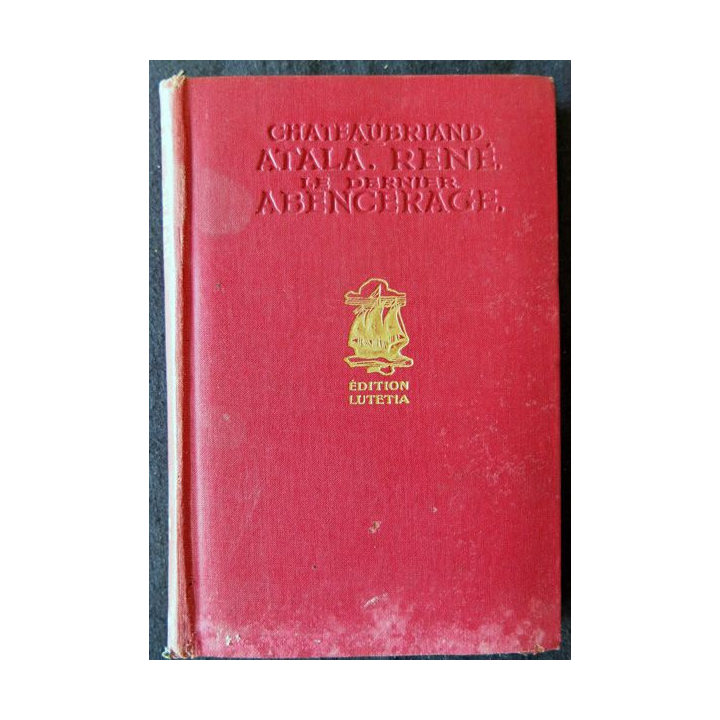 CHATEAUBRIAND,
ATALA. RENÉ.
LE DERNIER
ABENCERAGE.
ÉDITION
LUTETIA